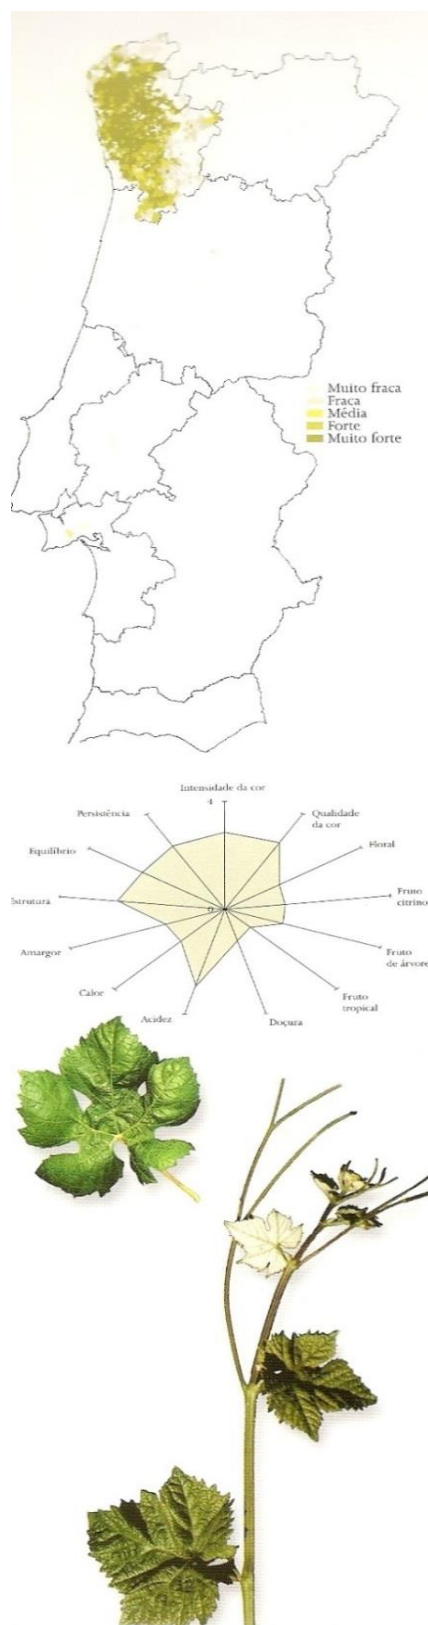 Muito fraca
Fraca
Média
Forte
Muito forte
Intensidade da cor
4
Persistência
Qualidade
da cor
Equilíbrio
Floral
Estrutura
Fruto
citrino
0
Amargor
Fruto
de árvore
Calor
Fruto
tropical
Acidez
Doçura